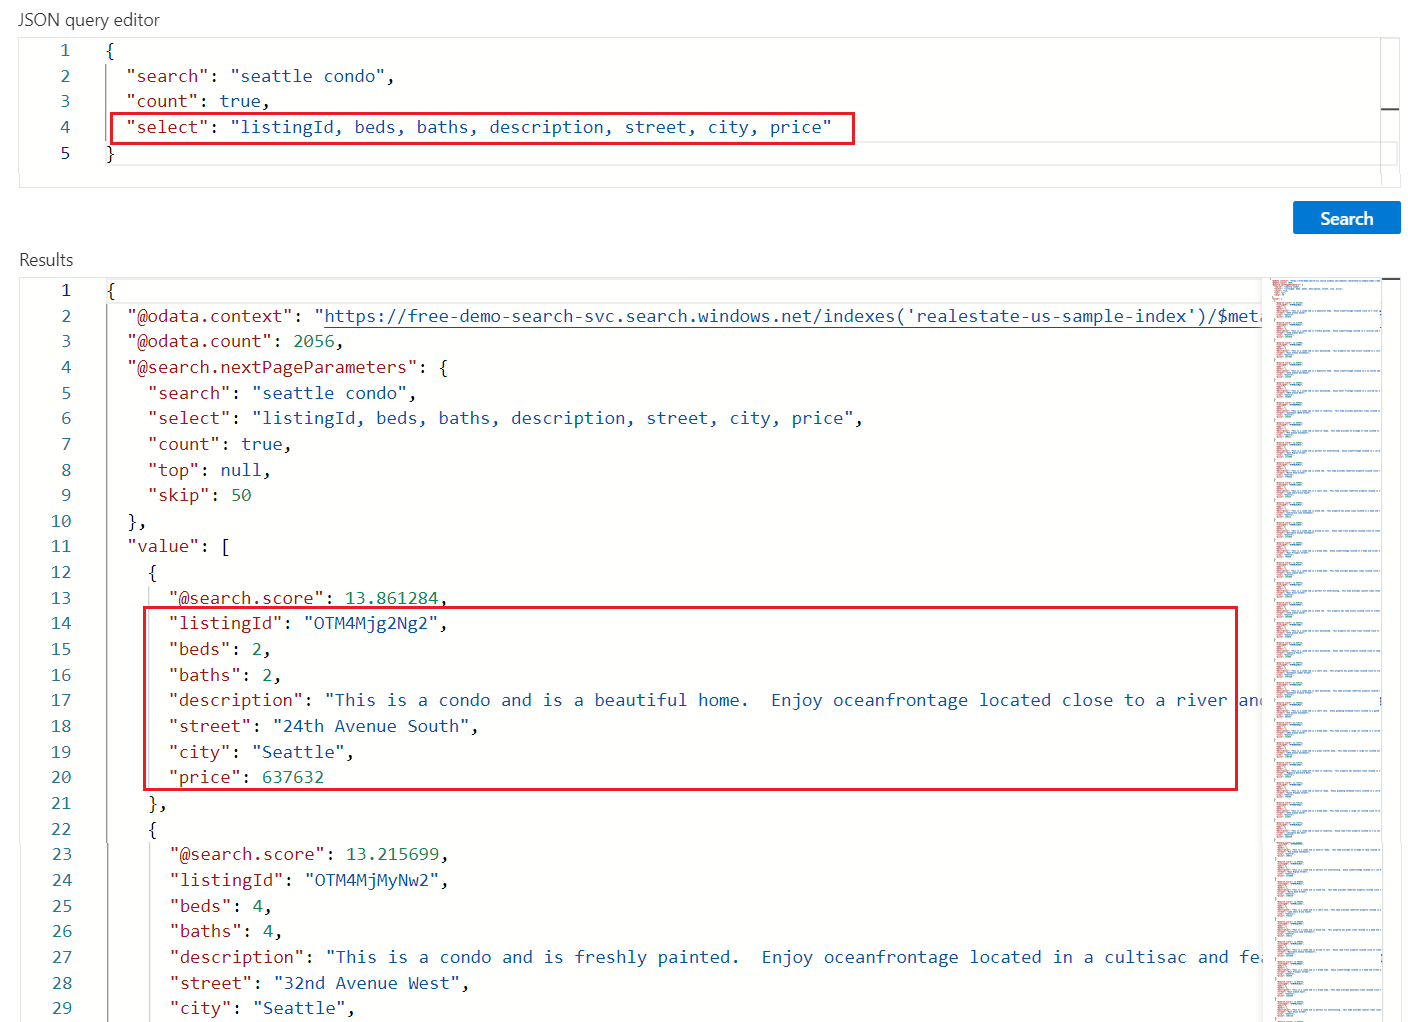 JSON query editor
1 {
2 "search": "seattle condo",
3 "count": true,
4 "select": "listingId, beds, baths, description, street, city, price"
5 }
Search
Results
1 {
2 "@odata.context": "https://free-demo-search-svc.search.windows.net/indexes('realestate-us-sample-index')/$meta
3 "@odata.count": 2056,
4 "@search.nextPageParameters": {
5 "search": "seattle condo",
6 "select": "listingId, beds, baths, description, street, city, price",
7 "count": true,
8 "top": null,
9 "skip": 50
10 },
11 "value": [
12 {
13 "@search.score": 13.861284,
14 "listingId": "OTM4Mjg2Ng2",
15 "beds": 2,
16 "baths": 2,
17 "description": "This is a condo and is a beautiful home.  Enjoy oceanfrontage located close to a river and
18 "street": "24th Avenue South",
19 "city": "Seattle",
20 "price": 637632
21 },
22 {
23 "@search.score": 13.215699,
24 "listingId": "OTM4MjMyNw2",
25 "beds": 4,
26 "baths": 4,
27 "description": "This is a condo and is freshly painted.  Enjoy oceanfrontage located in a cultisac and fea
28 "street": "32nd Avenue West",
29 "city": "Seattle",